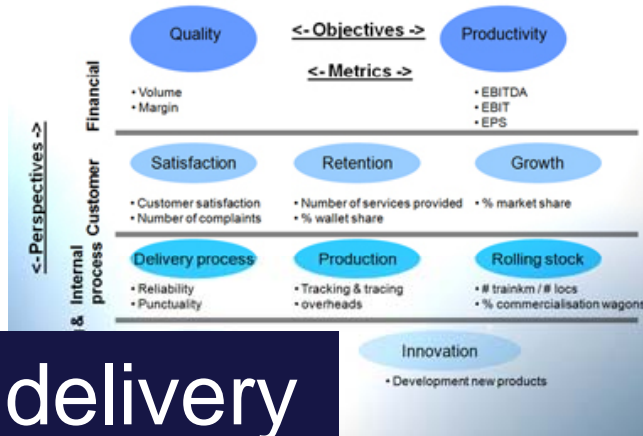 Quality
<- Objectives ->
Productivity
<- Metrics ->
• Volume
• Margin
• EBITDA
• EBIT
• EPS
Financial
Satisfaction
Retention
Growth
• Customer satisfaction
• Number of complaints
• Number of services provided
• % wallet share
• % market share
Customer
<-Perspectives->
Delivery process
Production
Rolling stock
• Reliability
• Punctuality
• Tracking & tracing
• overheads
• # trainkm / # locs
• % commercialisation wagons
Internal
process
&
Innovation
• Development new products
delivery